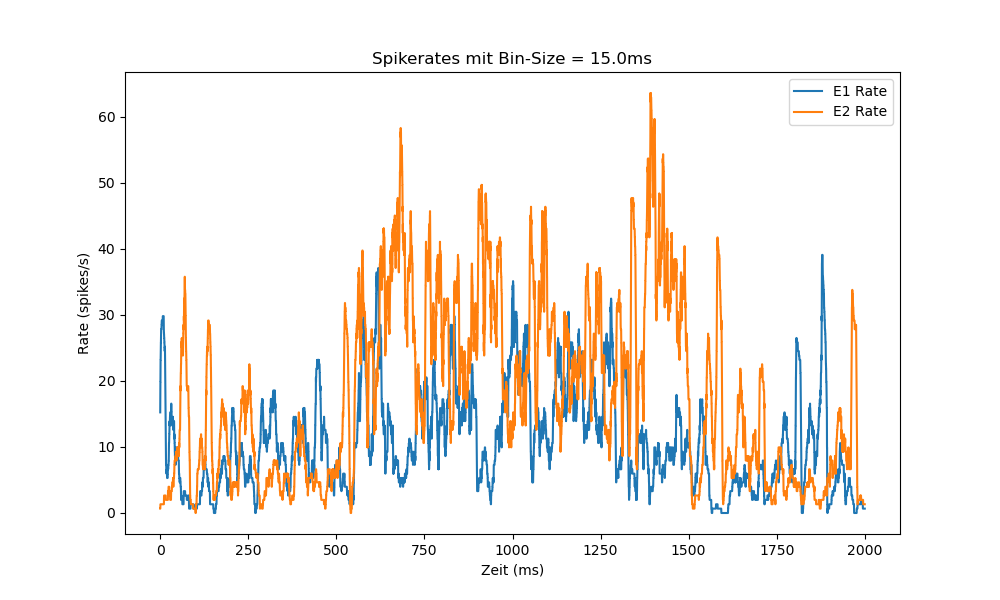 Spikerates mit Bin-Size = 15.0ms
E1 Rate
E2 Rate
Rate (spikes/s)
60
50
40
30
20
10
0
0 250 500 750 1000 1250 1500 1750 2000
Zeit (ms)